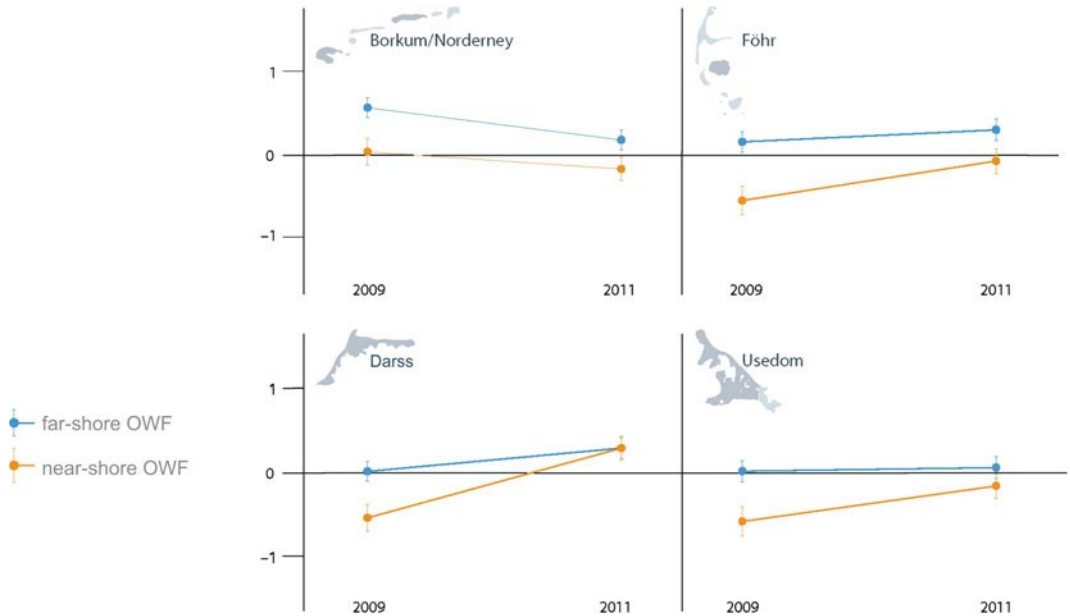 Borkum/Norderney
Föhr
1
0
−1
2009 2011
2009 2011
Darss
Usedom
1
far-shore OWF
near-shore OWF
0
−1
2009 2011
2009 2011